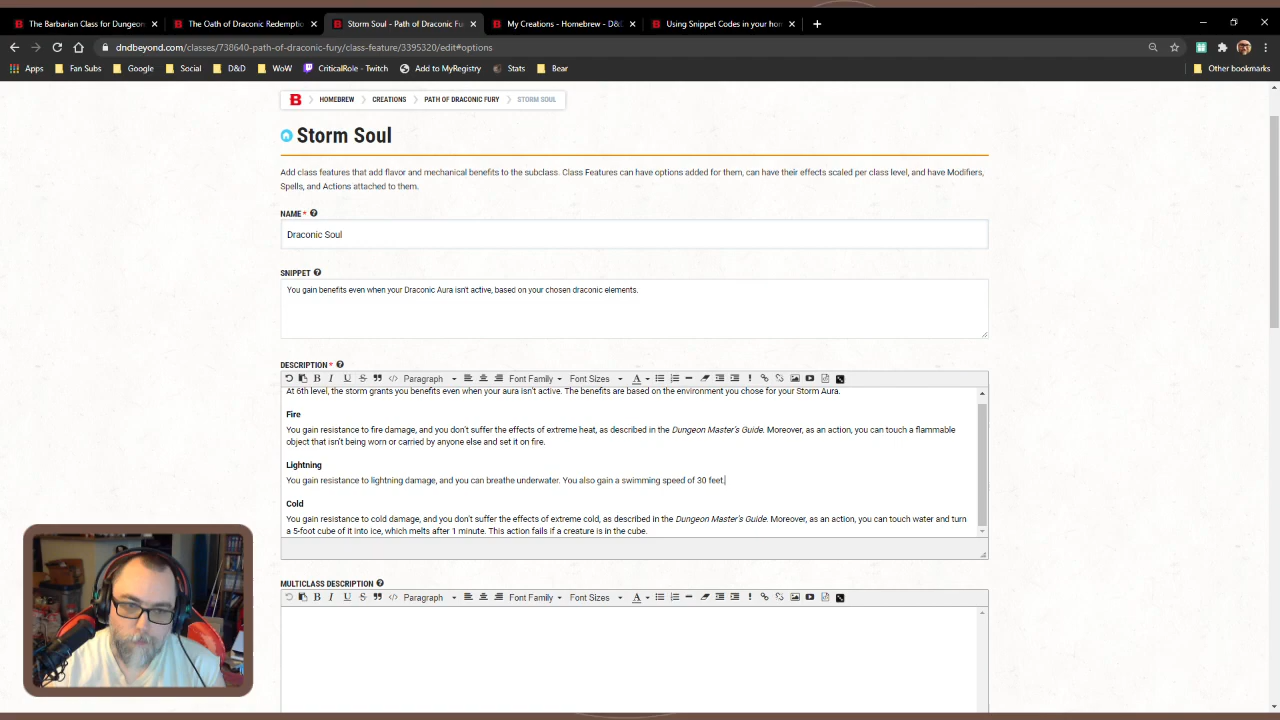 The Barbarian Class for Dungeon
The Oath of Draconic Redemptio
Storm Soul - Path of Draconic Fu
My Creations - Homebrew - D&
Using Snippet Codes in your hon
dndbeyond.com/classes/738640-path-of-draconic-fury/class-feature/3395320/edit#options
Apps
Fan Subs
Google
Social
D&D
WoW
CriticalRole - Twitch
Add to MyRegistry
Stats
Bear
Other bookmarks
HOMEBREW
CREATIONS
PATH OF DRACONIC FURY
STORM SOUL
Storm Soul
Add class features that add flavor and mechanical benefits to the subclass. Class Features can have options added for them, can have their effects scaled per class level, and have Modifiers,
Spells, and Actions attached to them.
NAME *
Draconic Soul
SNIPPET
You gain benefits even when your Draconic Aura isn't active, based on your chosen draconic elements.
DESCRIPTION *
Paragraph
Font Family
Font Sizes
At 6th level, the storm grants you benefits even when your aura isn't active. The benefits are based on the environment you chose for your Storm Aura.
Fire
You gain resistance to fire damage, and you don't suffer the effects of extreme heat, as described in the Dungeon Master's Guide. Moreover, as an action, you can touch a flammable
object that isn't being worn or carried by anyone else and set it on fire.
Lightning
You gain resistance to lightning damage, and you can breathe underwater. You also gain a swimming speed of 30 feet.
Cold
You gain resistance to cold damage, and you don't suffer the effects of extreme cold, as described in the Dungeon Master's Guide. Moreover, as an action, you can touch water and turn
a 5-foot cube of it into ice, which melts after 1 minute. This action fails if a creature is in the cube.
MULTICLASS DESCRIPTION
Paragraph
Font Family
Font Sizes